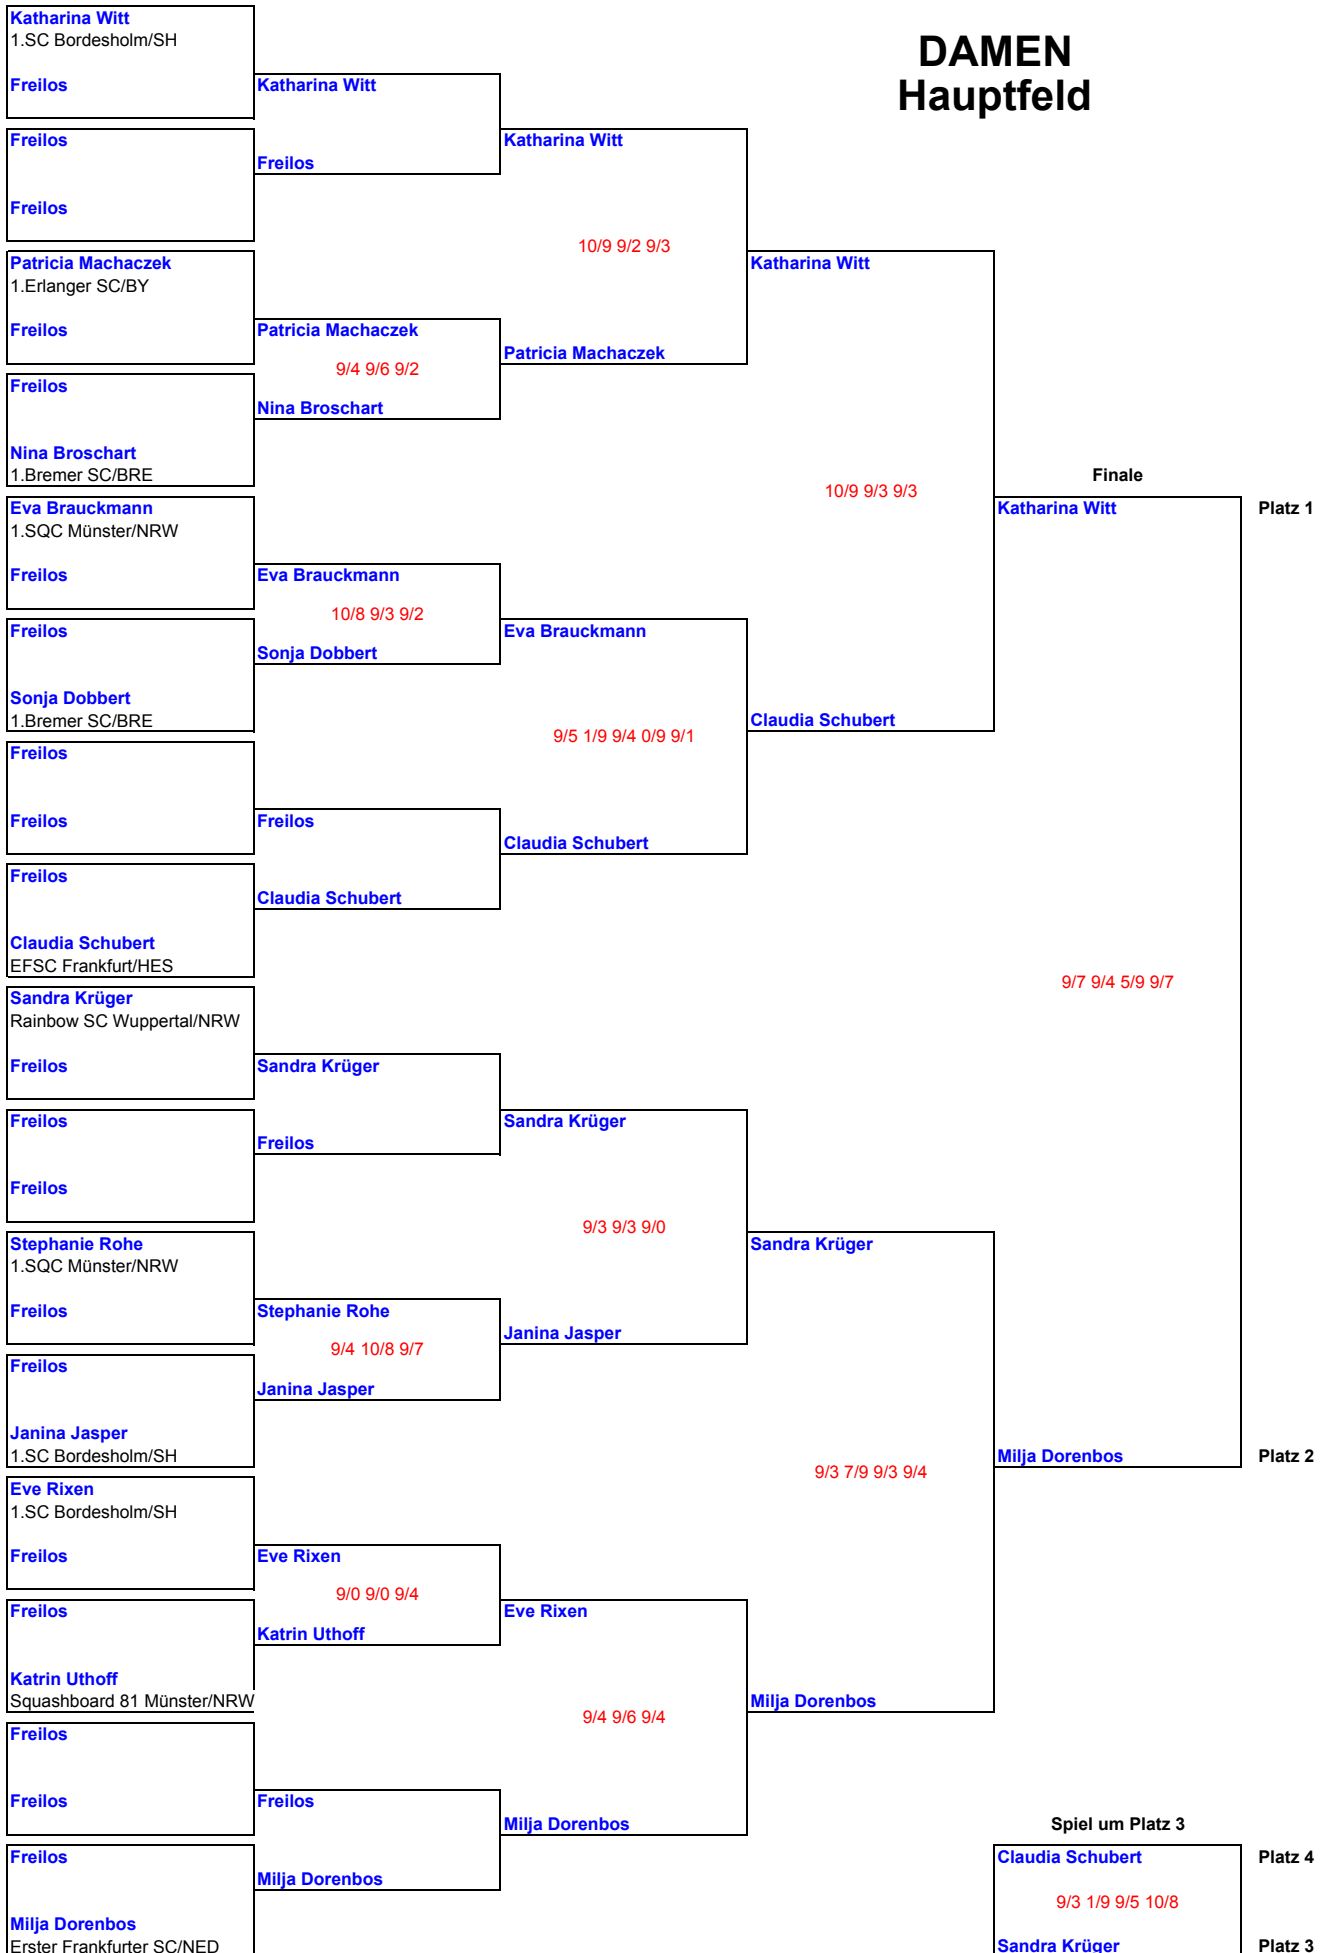 DAMEN
Hauptfeld
Katharina Witt
1.SC Bordesholm/SH
Freilos
Freilos
Freilos
Patricia Machaczek
1.Erlanger SC/BY
Freilos
Freilos
Nina Broschart
1.Bremer SC/BRE
Eva Brauckmann
1.SQC Münster/NRW
Freilos
Freilos
Sonja Dobbert
1.Bremer SC/BRE
Freilos
Freilos
Freilos
Claudia Schubert
EFSC Frankfurt/HES
Sandra Krüger
Rainbow SC Wuppertal/NRW
Freilos
Freilos
Freilos
Stephanie Rohe
1.SQC Münster/NRW
Freilos
Freilos
Janina Jasper
1.SC Bordesholm/SH
Eve Rixen
1.SC Bordesholm/SH
Freilos
Freilos
Katrin Uthoff
Squashboard 81 Münster/NRW
Freilos
Freilos
Freilos
Milja Dorenbos
Erster Frankfurter SC/NED
Katharina Witt
Freilos
Patricia Machaczek
9/4 9/6 9/2
Nina Broschart
Eva Brauckmann
10/8 9/3 9/2
Sonja Dobbert
Freilos
Claudia Schubert
Sandra Krüger
Freilos
Stephanie Rohe
9/4 10/8 9/7
Janina Jasper
Eve Rixen
9/0 9/0 9/4
Katrin Uthoff
Freilos
Milja Dorenbos
Katharina Witt
10/9 9/2 9/3
Patricia Machaczek
Eva Brauckmann
9/5 1/9 9/4 0/9 9/1
Claudia Schubert
Sandra Krüger
9/3 9/3 9/0
Janina Jasper
Eve Rixen
9/4 9/6 9/4
Milja Dorenbos
Katharina Witt
10/9 9/3 9/3
Claudia Schubert
Sandra Krüger
9/3 7/9 9/3 9/4
Milja Dorenbos
Finale
Katharina Witt Platz 1
9/7 9/4 5/9 9/7
Milja Dorenbos Platz 2
Spiel um Platz 3
Claudia Schubert Platz 4
9/3 1/9 9/5 10/8
Sandra Krüger Platz 3